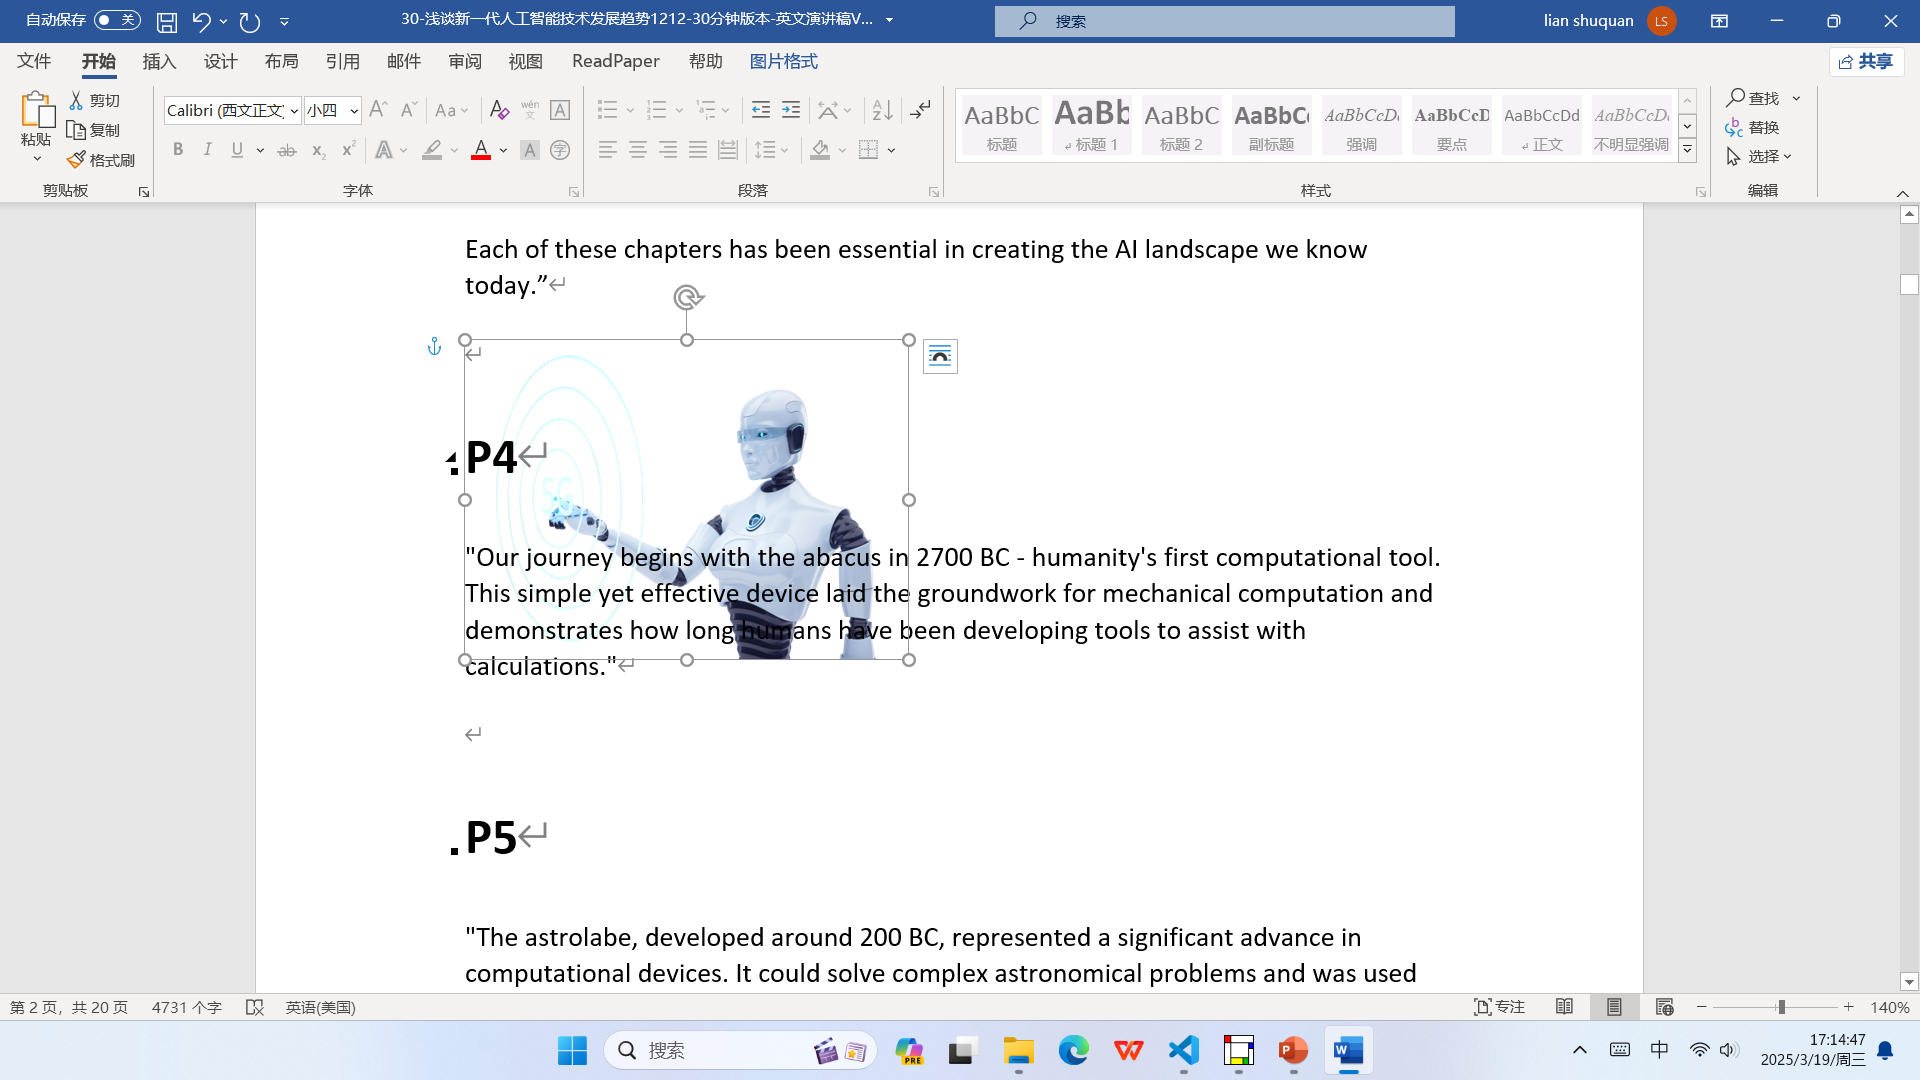 自动保存 关
30-浅谈新一代人工智能技术发展趋势1212-30分钟版本-英文演讲稿V...
搜索
lian shuquan LS
文件 开始 插入 设计 布局 引用 邮件 审阅 视图 ReadPaper 帮助 图片格式
共享
粘贴
剪切
复制
格式刷
剪贴板
Calibri (西文正文) 小四
Aa
wén
文
A
B I U ab x₂ x² A A A 字
字体
段落
AaBbC AaBb AaBbC AaBbC AaBbCcDd AaBbCcD AaBbCcDd AaBbCcDd
标题 标题 1 标题 2 副标题 强调 要点 正文 不明显强调
样式
查找
替换
选择
编辑
Each of these chapters has been essential in creating the AI landscape we know
today.”
P4
5G
"Our journey begins with the abacus in 2700 BC - humanity's first computational tool.
This simple yet effective device laid the groundwork for mechanical computation and
demonstrates how long humans have been developing tools to assist with
calculations."
P5
"The astrolabe, developed around 200 BC, represented a significant advance in
computational devices. It could solve complex astronomical problems and was used
第 2 页，共 20 页 4731 个字 英语(美国)
专注
140%
搜索
PRE
中
17:14:47
2025/3/19/周三